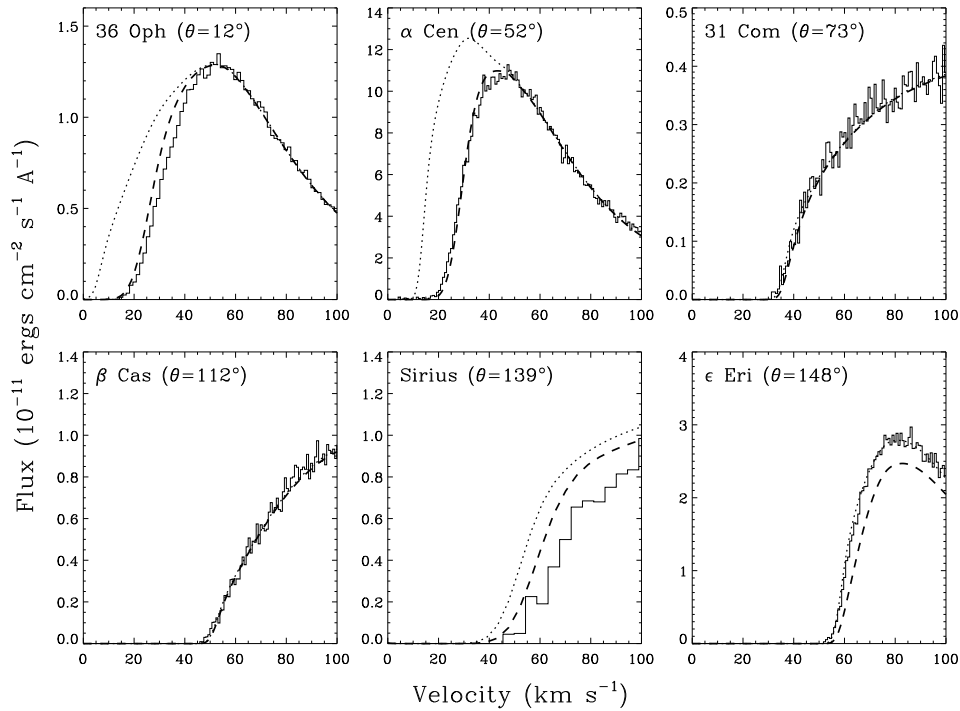 36 Oph (θ=12°)
α Cen (θ=52°)
31 Com (θ=73°)
1.5
1.0
0.5
0.0
0 20 40 60 80 100
14
12
10
8
6
4
2
0
0 20 40 60 80 100
0.5
0.4
0.3
0.2
0.1
0.0
0 20 40 60 80 100
β Cas (θ=112°)
Sirius (θ=139°)
ϵ Eri (θ=148°)
1.4
1.2
1.0
0.8
0.6
0.4
0.2
0.0
0 20 40 60 80 100
1.4
1.2
1.0
0.8
0.6
0.4
0.2
0.0
0 20 40 60 80 100
4
3
2
1
0
0 20 40 60 80 100
Flux (10⁻¹¹ ergs cm⁻² s⁻¹ A⁻¹)
Velocity (km s⁻¹)